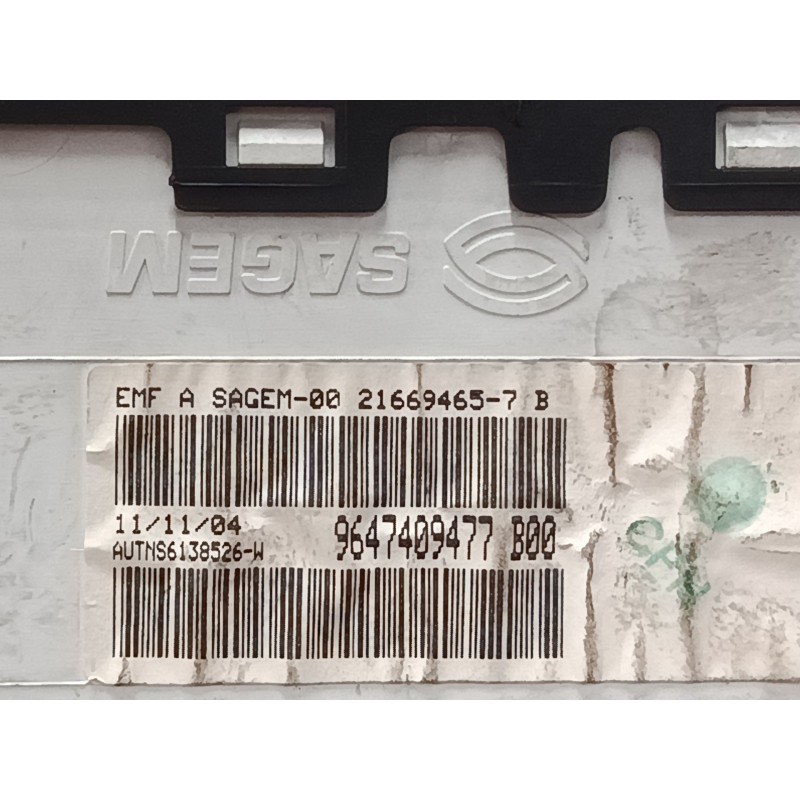 SAGEM
EMF A SAGEM-00 21669465-7 B
11/11/04
AUTNS6138526-W
9647409477 B00